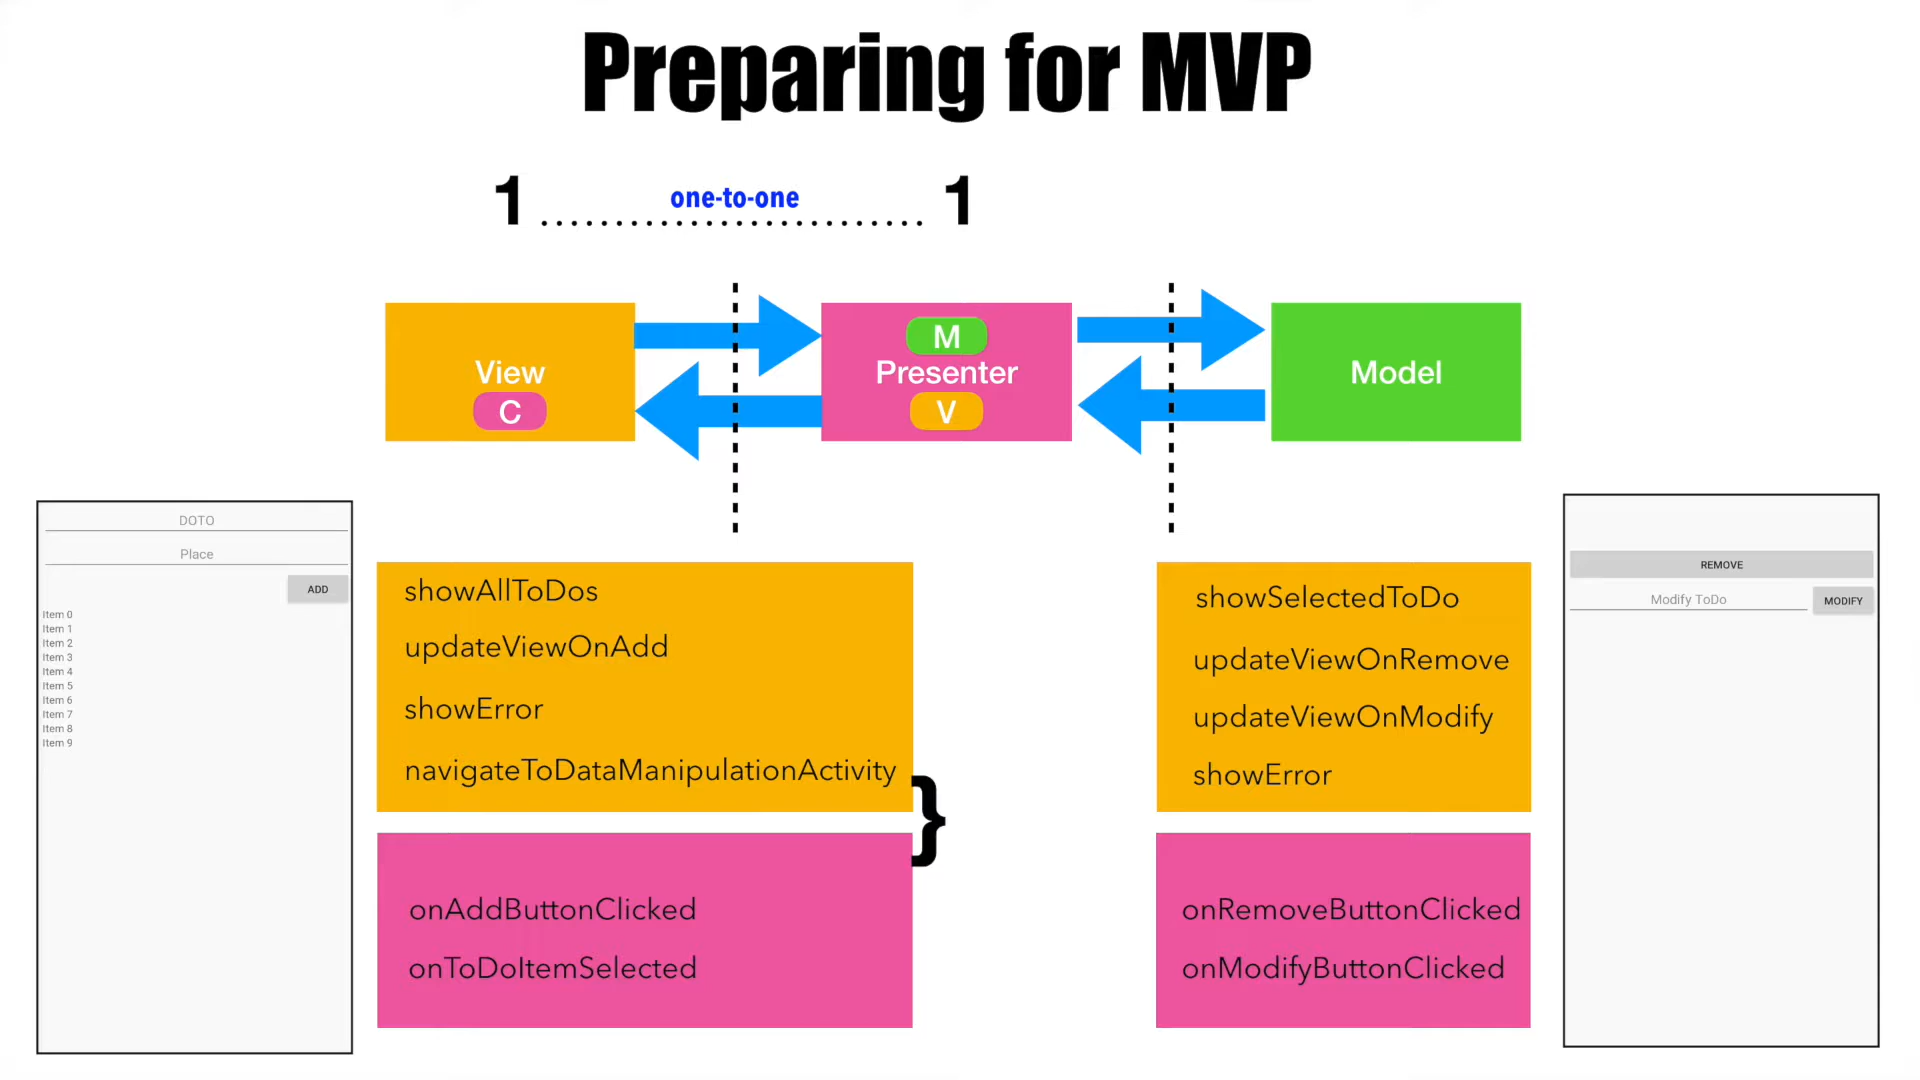 Preparing for MVP
1 one-to-one 1
View
C
M
Presenter
V
Model
DOTO
Place
ADD
Item 0
Item 1
Item 2
Item 3
Item 4
Item 5
Item 6
Item 7
Item 8
Item 9
showAllToDos
updateViewOnAdd
showError
navigateToDataManipulationActivity
}
onAddButtonClicked
onToDoItemSelected
showSelectedToDo
updateViewOnRemove
updateViewOnModify
showError
onRemoveButtonClicked
onModifyButtonClicked
REMOVE
Modify ToDo
MODIFY